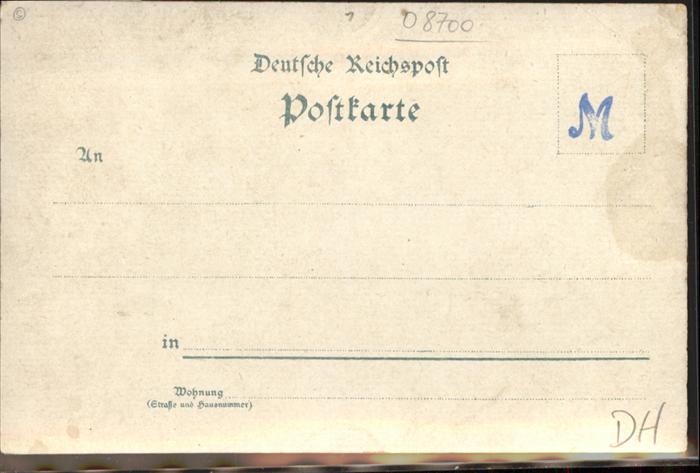 08700
Deutsche Reichspost
Postkarte
M
An
in
Wohnung
(Straße und Hausnummer)
DH